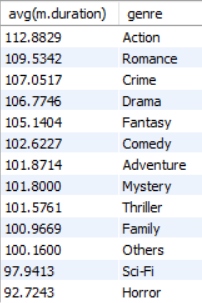 avg(m.duration) genre
112.8829 Action
109.5342 Romance
107.0517 Crime
106.7746 Drama
105.1404 Fantasy
102.6227 Comedy
101.8714 Adventure
101.8000 Mystery
101.5761 Thriller
100.9669 Family
100.1600 Others
97.9413 Sci-Fi
92.7243 Horror